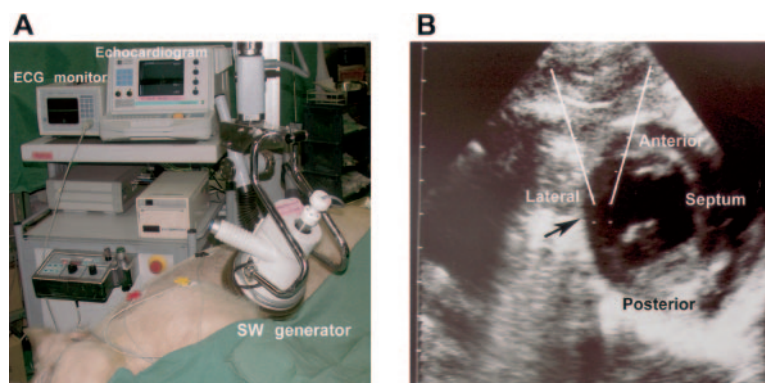 A
B
Echocardiogram
ECG monitor
SW generator
Anterior
Lateral
Septum
Posterior